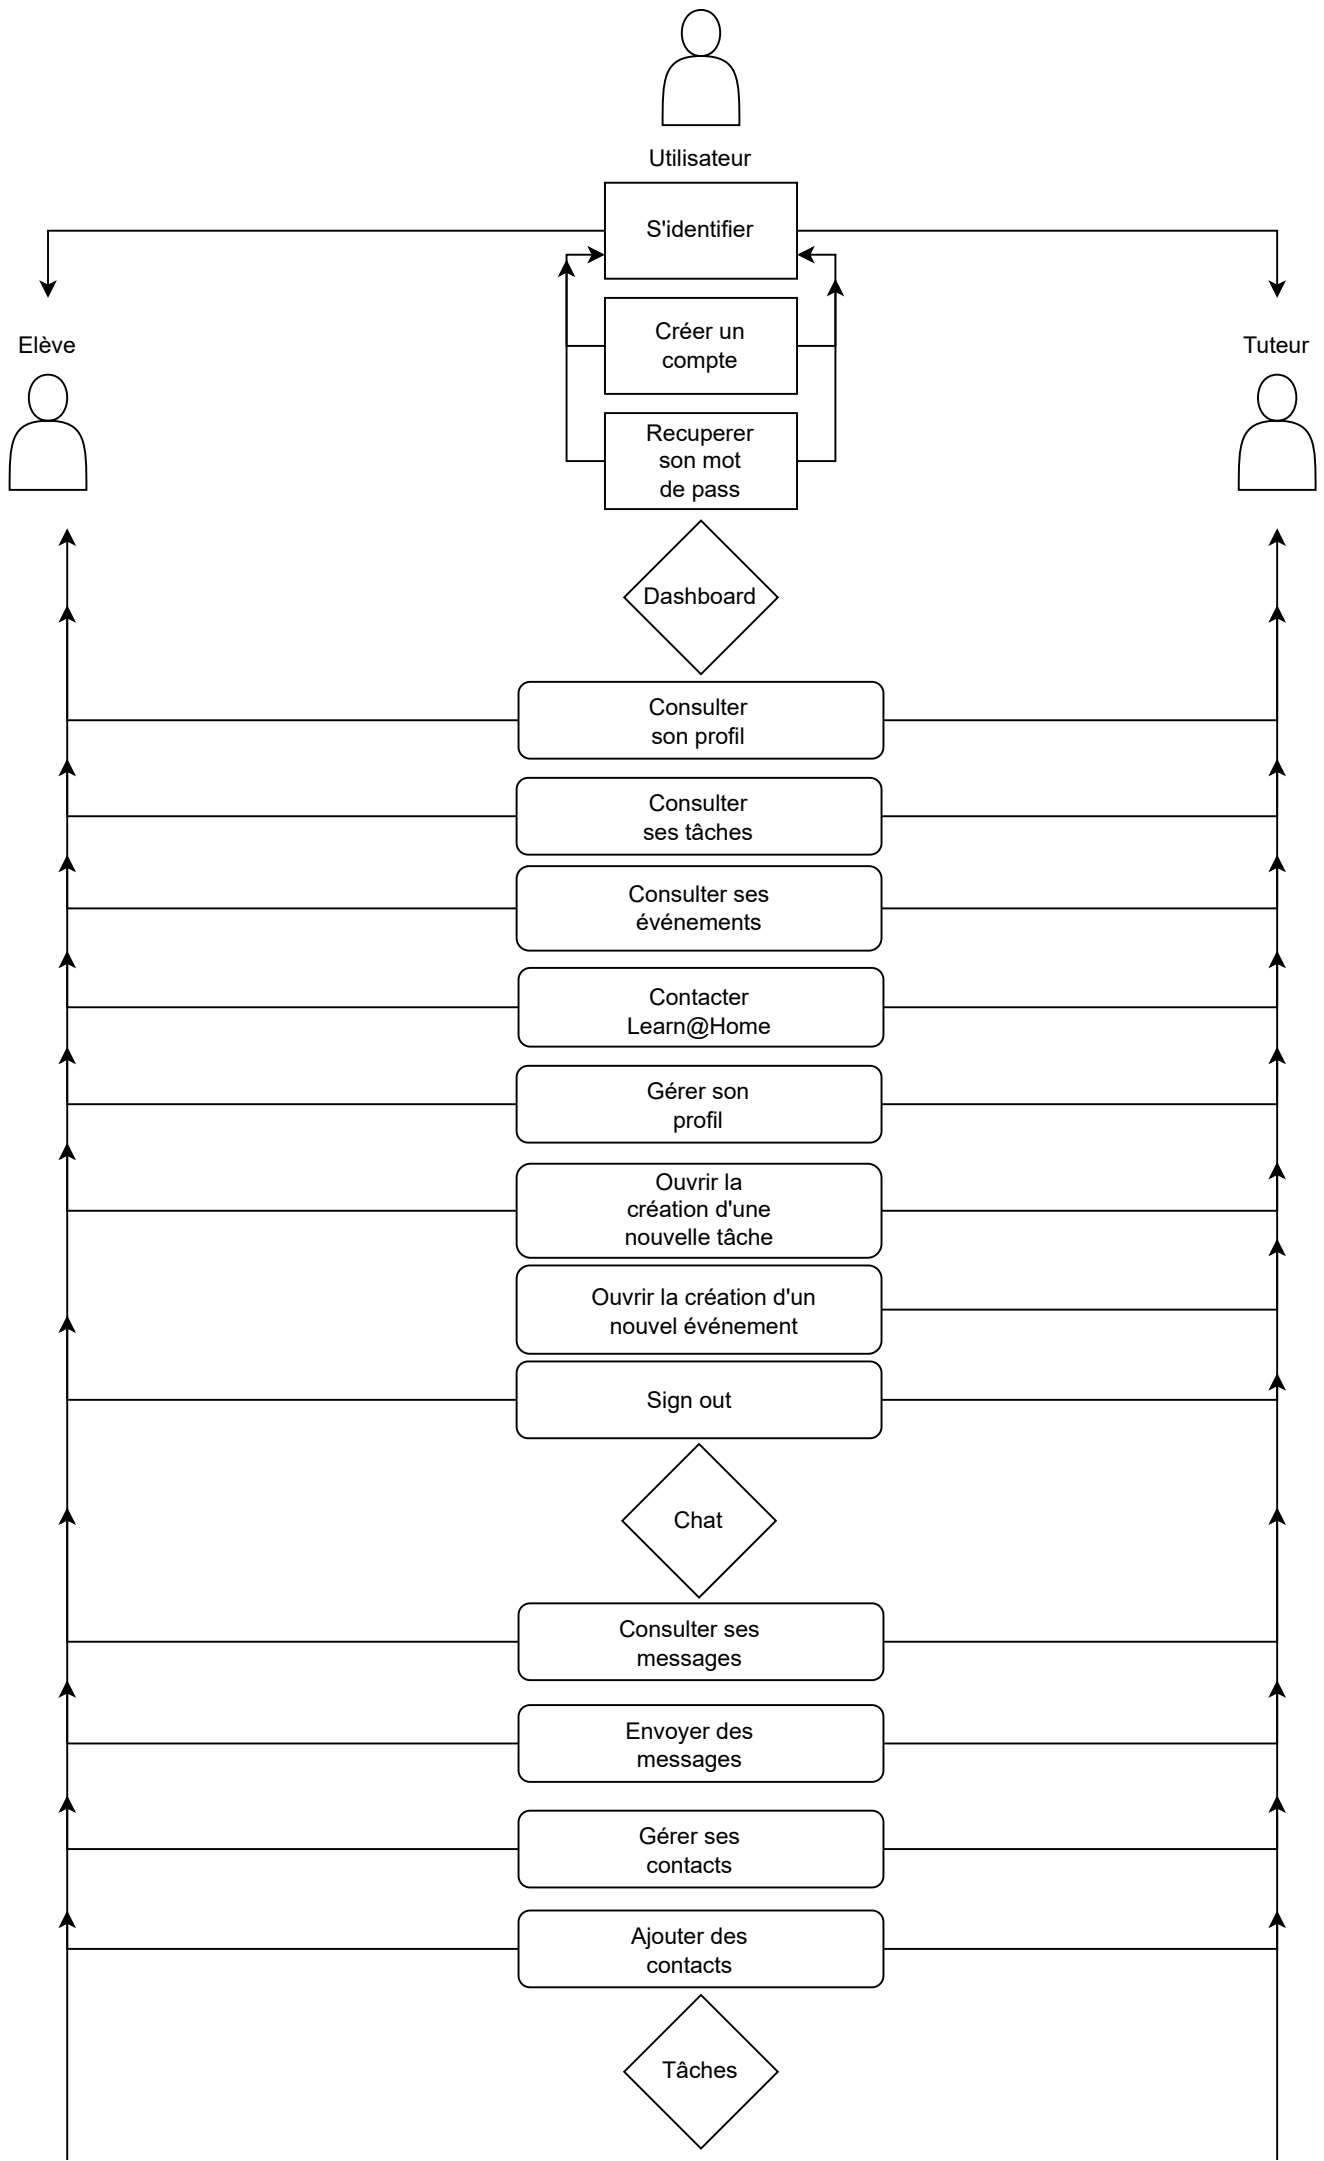 Utilisateur
S'identifier
Elève
Créer un
compte
Tuteur
Recuperer
son mot
de pass
Dashboard
Consulter
son profil
Consulter
ses tâches
Consulter ses
événements
Contacter
Learn@Home
Gérer son
profil
Ouvrir la
création d'une
nouvelle tâche
Ouvrir la création d'un
nouvel événement
Sign out
Chat
Consulter ses
messages
Envoyer des
messages
Gérer ses
contacts
Ajouter des
contacts
Tâches